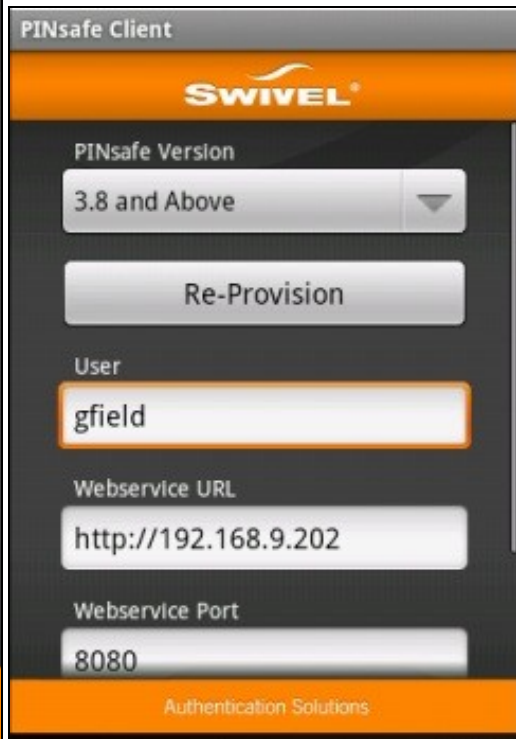 PINsafe Client
SWIVEL®
PINsafe Version
3.8 and Above
Re-Provision
User
gfield
Webservice URL
http://192.168.9.202
Webservice Port
8080
Authentication Solutions